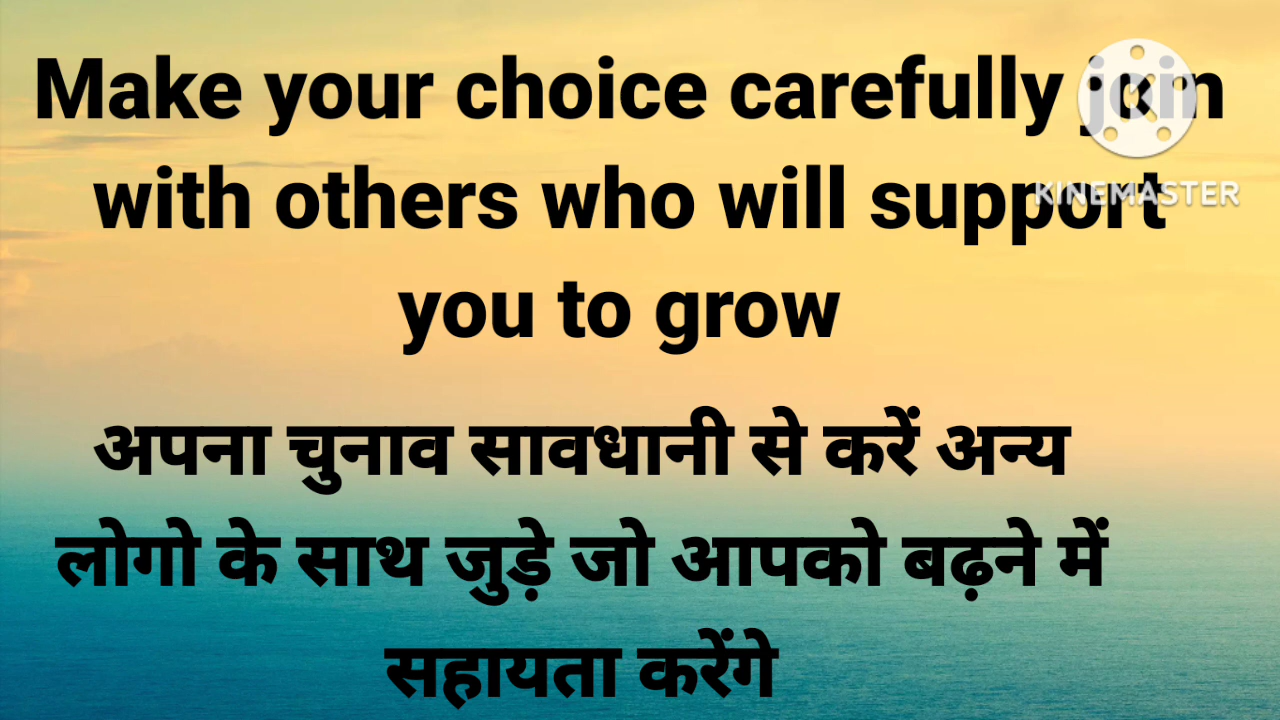 Make your choice carefully join
with others who will support
KINEMASTER
you to grow
अपना चुनाव सावधानी से करें अन्य
लोगो के साथ जुड़े जो आपको बढ़ने में
सहायता करेंगे